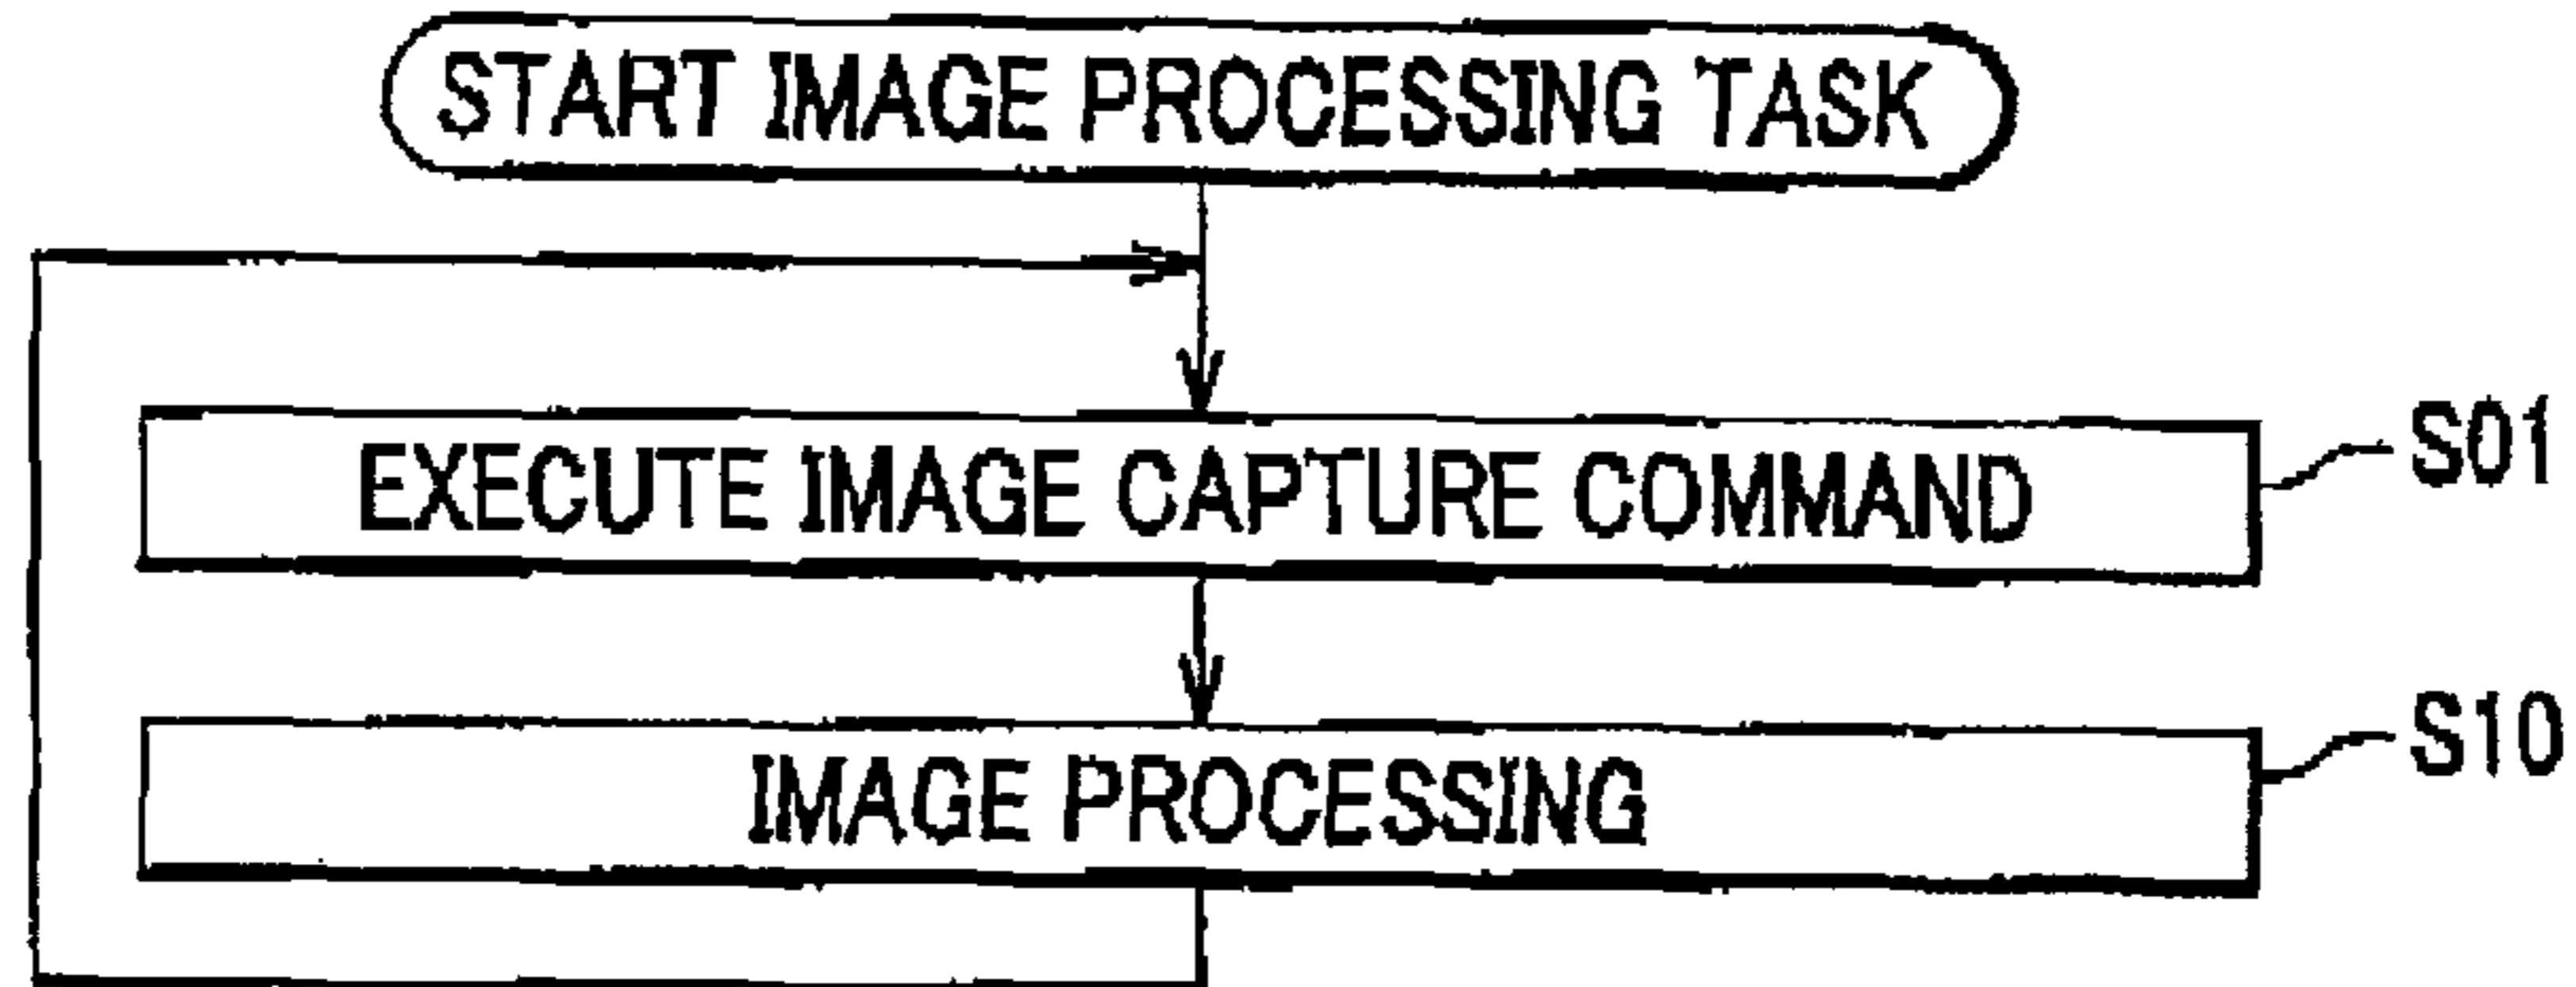 START IMAGE PROCESSING TASK
EXECUTE IMAGE CAPTURE COMMAND
S01
IMAGE PROCESSING
S10